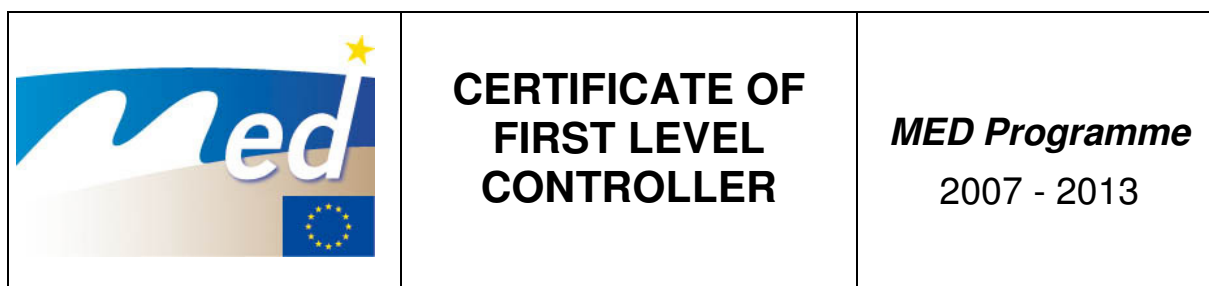 Med
CERTIFICATE OF
FIRST LEVEL
CONTROLLER
MED Programme
2007 - 2013